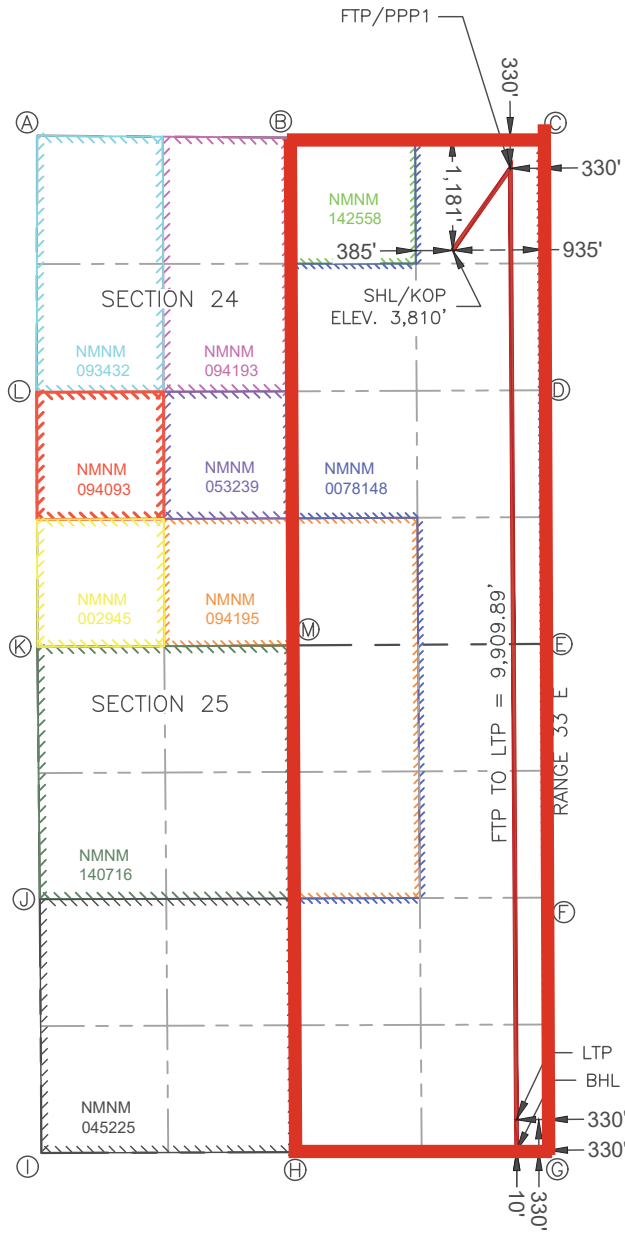 FTP/PPP1
330'
A
B
C
330'
NMNM
142558
1,181'
385'
935'
SHL/KOP
ELEV. 3,810'
SECTION 24
NMNM
093432
NMNM
094193
L
D
NMNM
094093
NMNM
053239
NMNM
0078148
NMNM
002945
NMNM
094195
M
K
E
SECTION 25
FTP TO LTP = 9,909.89'
RANGE 33 E
NMNM
140716
J
F
LTP
BHL
NMNM
045225
330'
330'
I
H
G
10'
330'